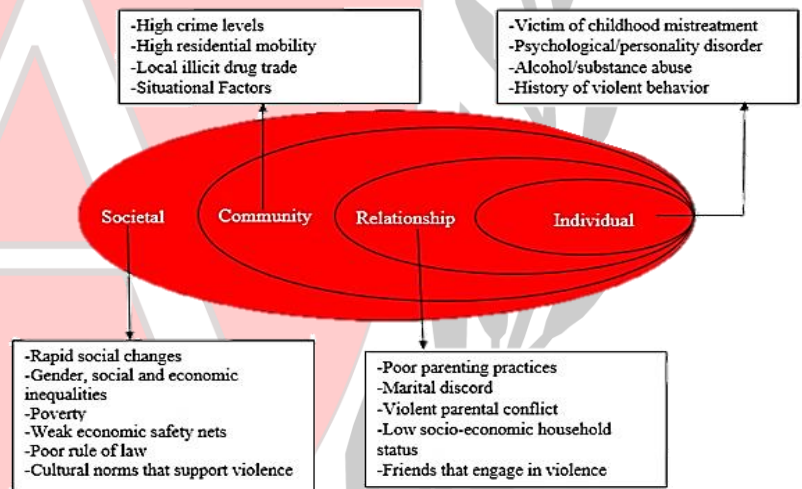 -High crime levels
-High residential mobility
-Local illicit drug trade
-Situational Factors
-Victim of childhood mistreatment
-Psychological/personality disorder
-Alcohol/substance abuse
-History of violent behavior
Societal
Community
Relationship
Individual
-Rapid social changes
-Gender, social and economic
inequalities
-Poverty
-Weak economic safety nets
-Poor rule of law
-Cultural norms that support violence
-Poor parenting practices
-Marital discord
-Violent parental conflict
-Low socio-economic household
status
-Friends that engage in violence